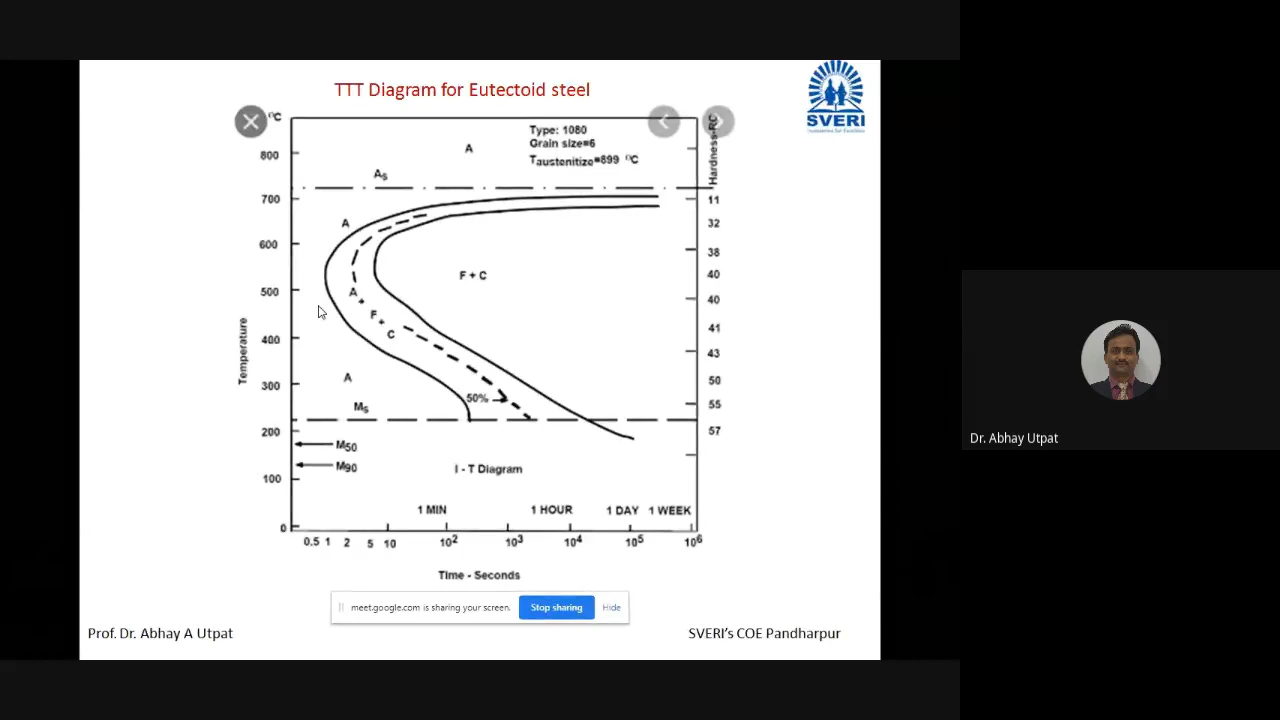 TTT Diagram for Eutectoid steel
SVERI
°C
Type: 1080
Grain size=6
Taustenitize=899 °C
Hardness-RC
A
As
800
700
600
500
400
300
200
100
0
Temperature
A
F + C
A
+
F
+
C
A
50%
Ms
M50
M90
I - T Diagram
11
32
38
40
40
41
43
50
55
57
1 MIN 1 HOUR 1 DAY 1 WEEK
0.5 1 2 5 10 10² 10³ 10⁴ 10⁵ 10⁶
Time - Seconds
meet.google.com is sharing your screen. Stop sharing Hide
Prof. Dr. Abhay A Utpat
SVERI's COE Pandharpur
Dr. Abhay Utpat